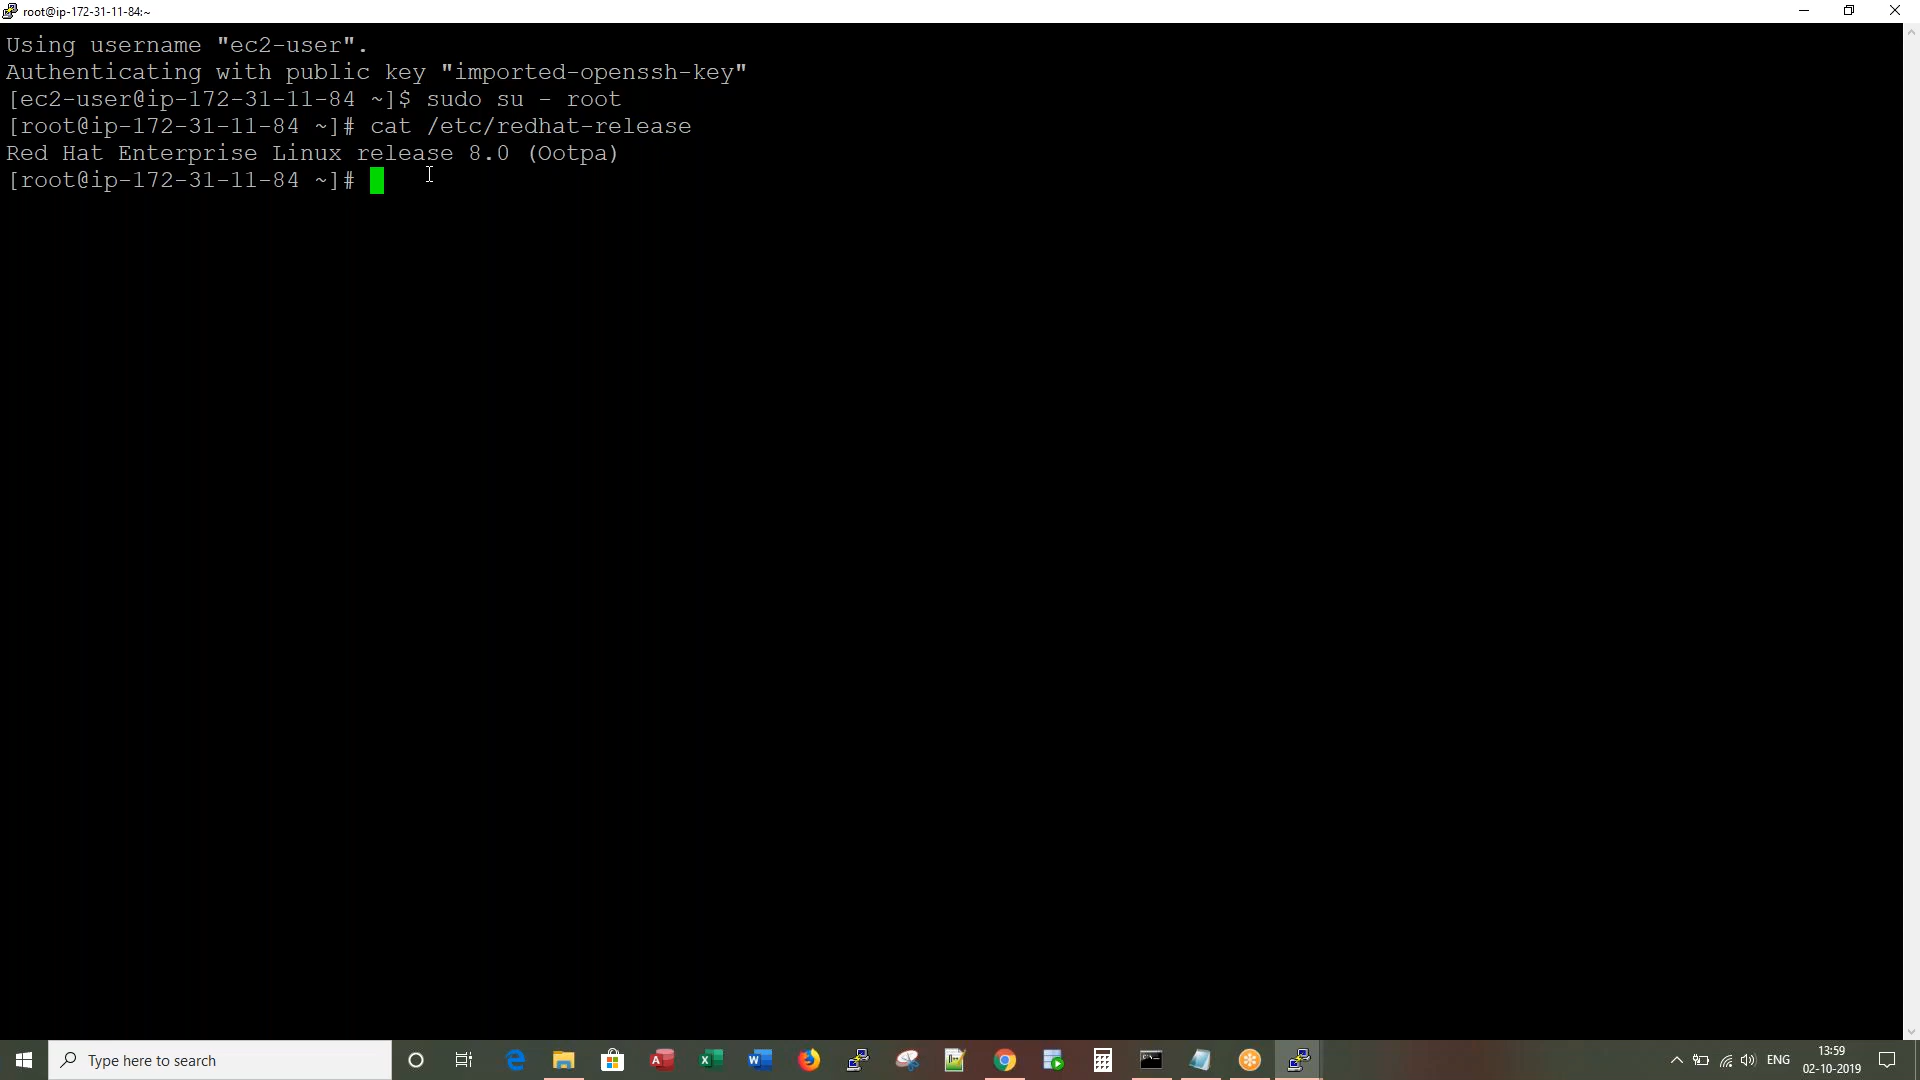 root@ip-172-31-11-84:~
Using username "ec2-user".
Authenticating with public key "imported-openssh-key"
[ec2-user@ip-172-31-11-84 ~]$ sudo su - root
[root@ip-172-31-11-84 ~]# cat /etc/redhat-release
Red Hat Enterprise Linux release 8.0 (Ootpa)
[root@ip-172-31-11-84 ~]#
Type here to search
ENG
13:59
02-10-2019